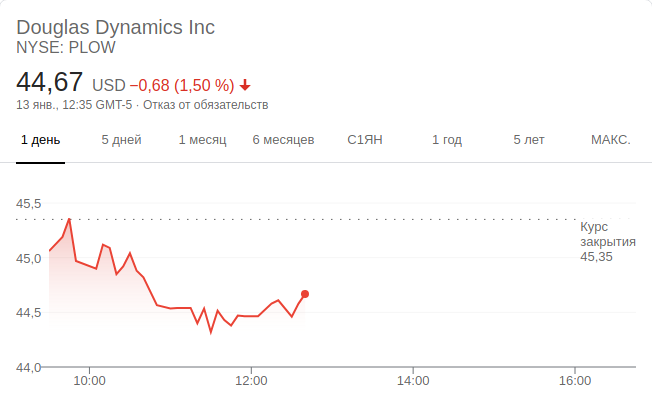 Douglas Dynamics Inc
NYSE: PLOW
44,67 USD −0,68 (1,50 %)
13 янв., 12:35 GMT-5 · Отказ от обязательств
1 день 5 дней 1 месяц 6 месяцев С1ЯН 1 год 5 лет МАКС.
45,5
Курс
закрытия
45,35
45,0
44,5
44,0
10:00 12:00 14:00 16:00